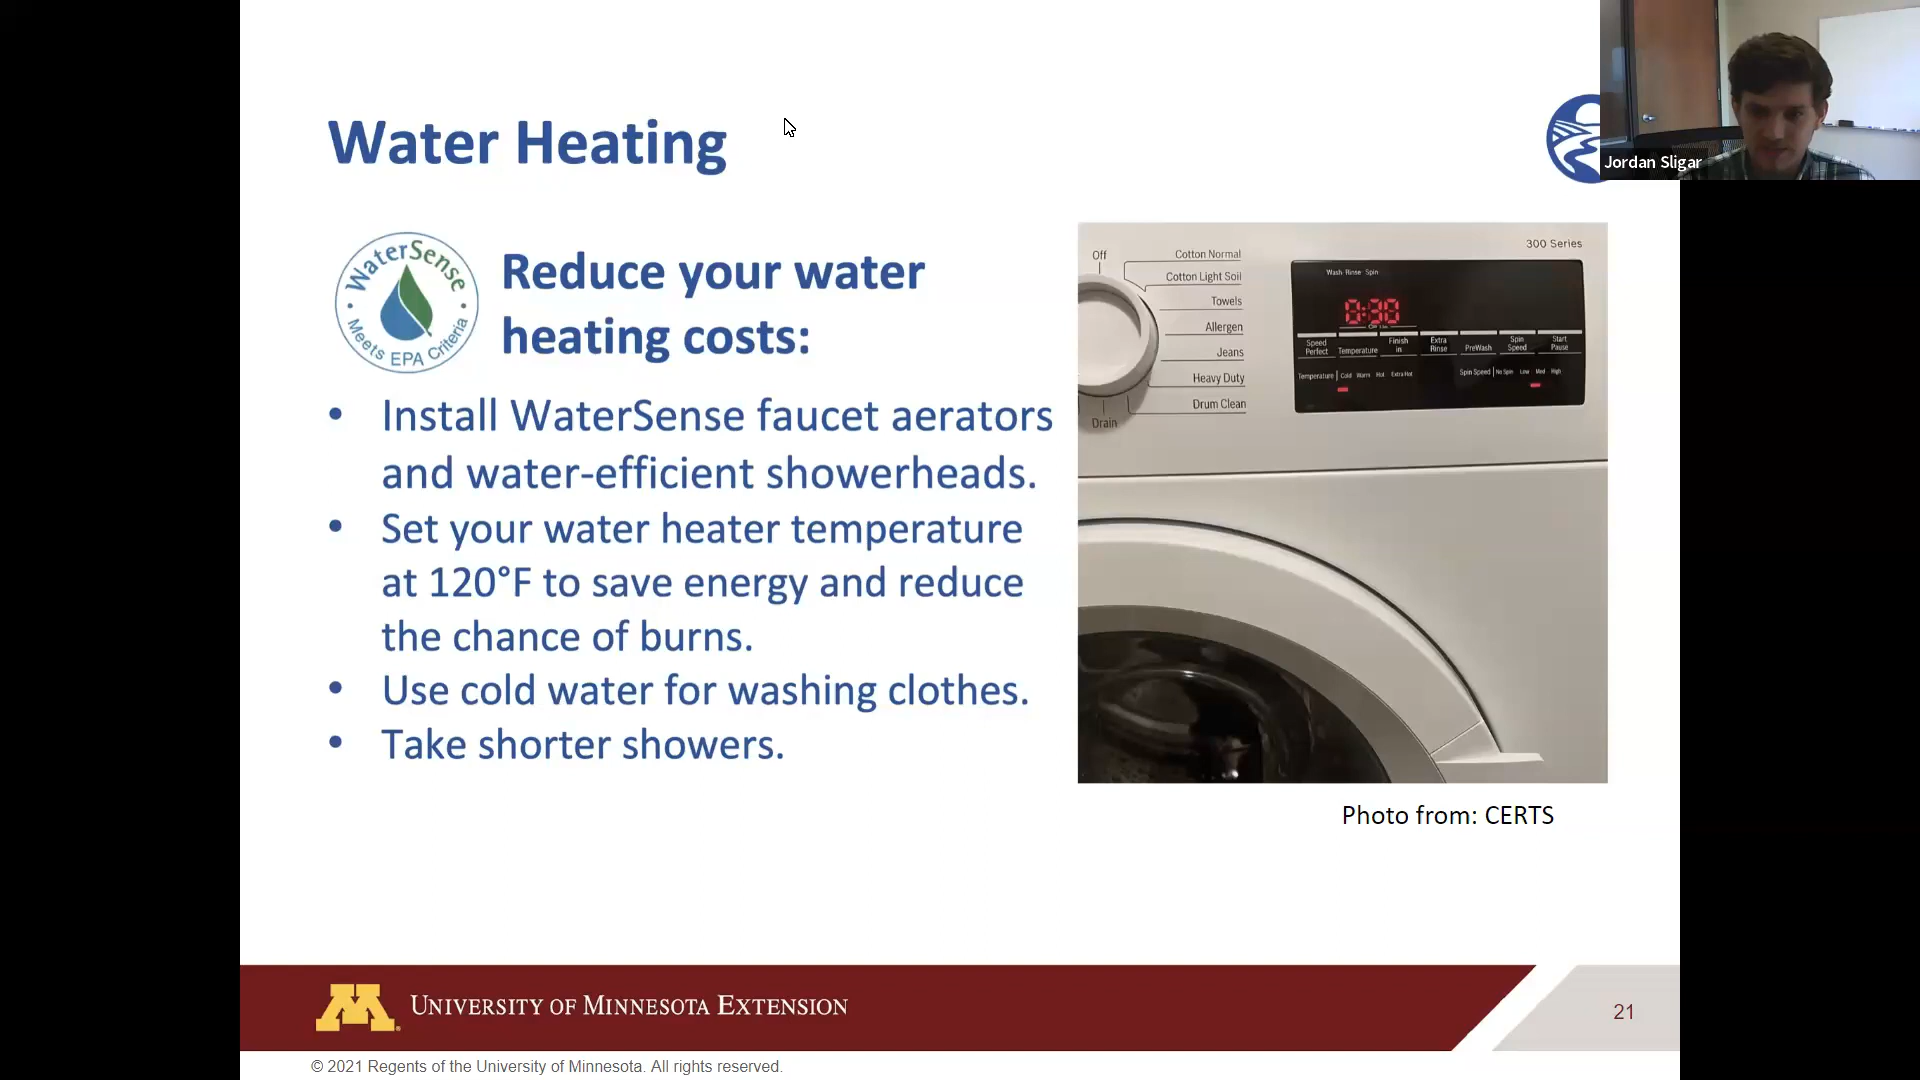 Water Heating
Jordan Sligar
WaterSense
Meets EPA Criteria
Reduce your water
heating costs:
• Install WaterSense faucet aerators
and water-efficient showerheads.
• Set your water heater temperature
at 120°F to save energy and reduce
the chance of burns.
• Use cold water for washing clothes.
• Take shorter showers.
300 Series
Off
Cotton Normal
Cotton Light Soil
Towels
Allergen
Jeans
Heavy Duty
Drum Clean
Drain
Wash Rinse Spin
Speed
Perfect
Temperature
Finish
in
Extra
Rinse
PreWash
Spin
Speed
Start
Pause
Temperature Cold Warm Hot Extra Hot
Spin Speed No Spin Low Med High
Photo from: CERTS
M
UNIVERSITY OF MINNESOTA EXTENSION
21
© 2021 Regents of the University of Minnesota. All rights reserved.